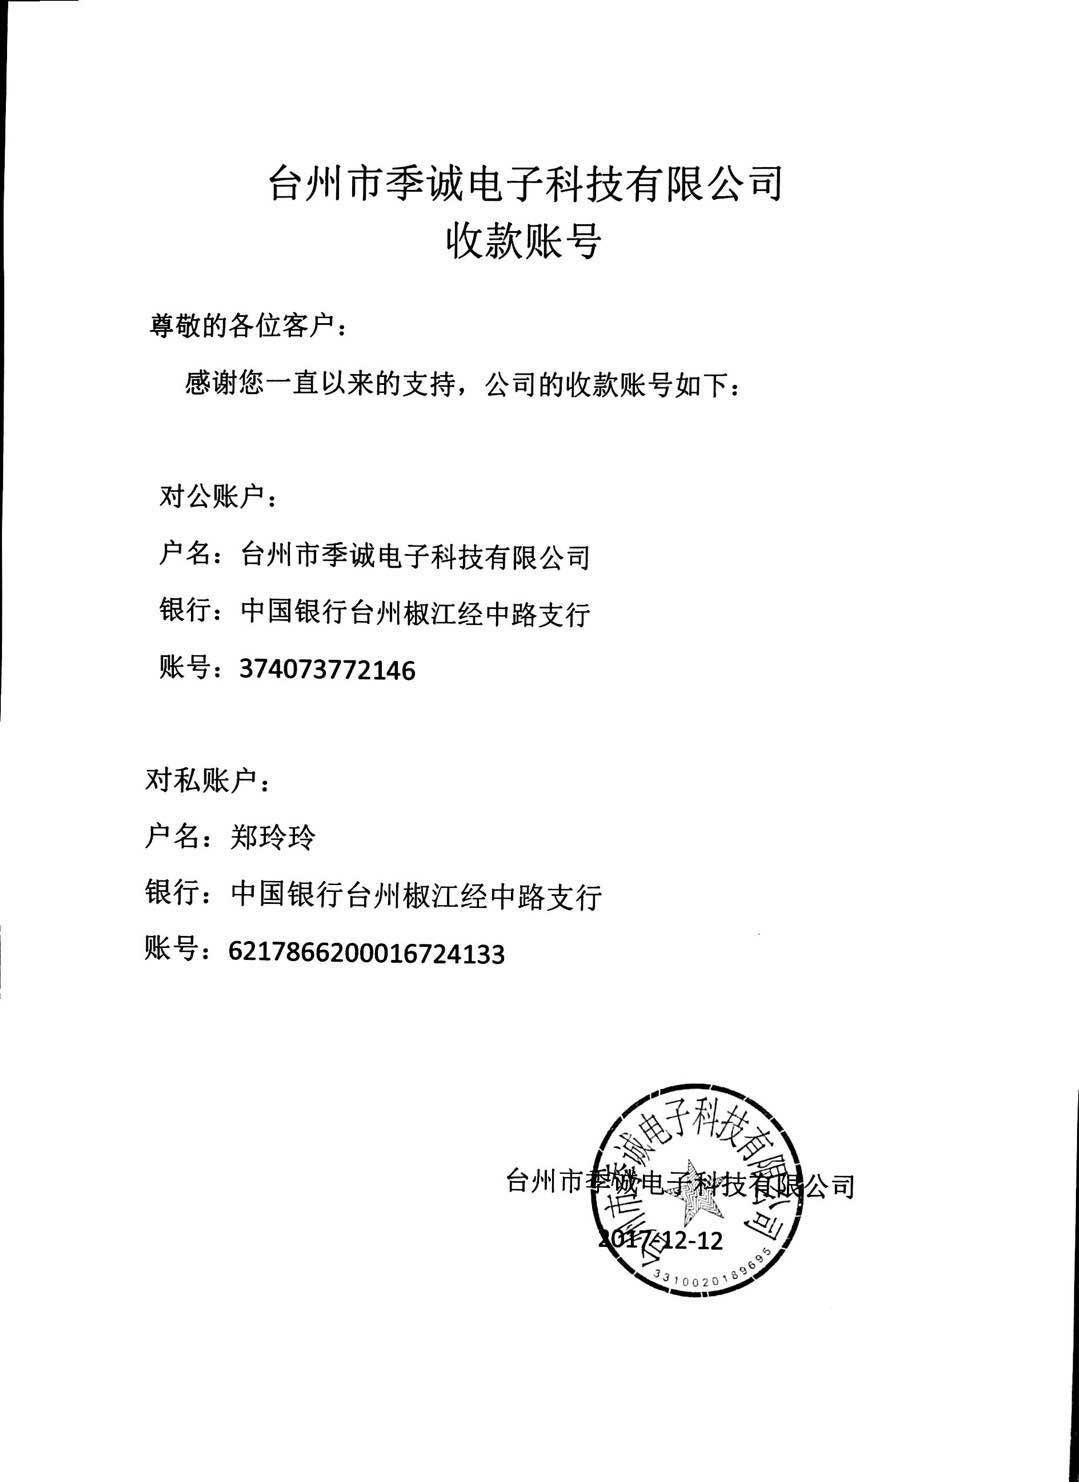 台州市季诚电子科技有限公司
收款账号
尊敬的各位客户：
感谢您一直以来的支持，公司的收款账号如下：
对公账户：
户名：台州市季诚电子科技有限公司
银行：中国银行台州椒江经中路支行
账号：374073772146
对私账户：
户名：郑玲玲
银行：中国银行台州椒江经中路支行
账号：6217866200016724133
台州市季诚电子科技有限公司
2017-12-12
台州市季诚电子科技有限公司
3310020189695